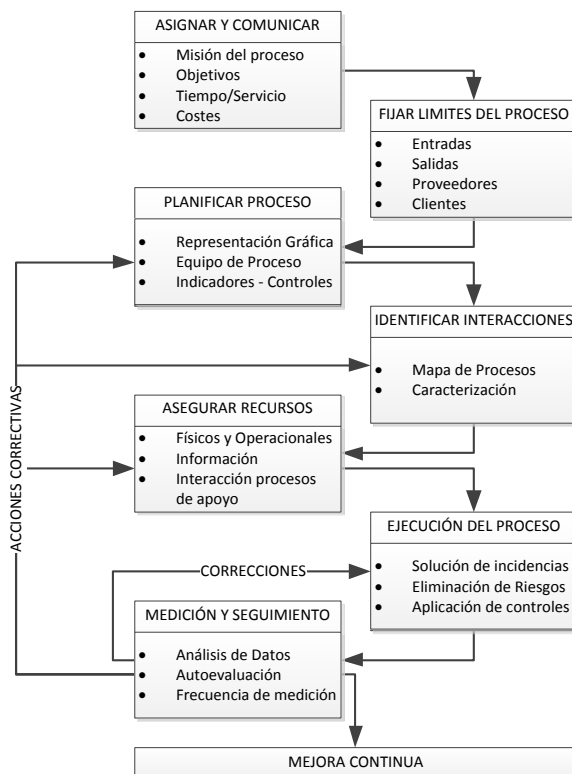 ASIGNAR Y COMUNICAR
• Misión del proceso
• Objetivos
• Tiempo/Servicio
• Costes
FIJAR LIMITES DEL PROCESO
• Entradas
• Salidas
• Proveedores
• Clientes
PLANIFICAR PROCESO
• Representación Gráfica
• Equipo de Proceso
• Indicadores - Controles
IDENTIFICAR INTERACCIONES
• Mapa de Procesos
• Caracterización
ASEGURAR RECURSOS
• Físicos y Operacionales
• Información
• Interacción procesos
de apoyo
EJECUCIÓN DEL PROCESO
• Solución de incidencias
• Eliminación de Riesgos
• Aplicación de controles
ACCIONES CORRECTIVAS
CORRECCIONES
MEDICIÓN Y SEGUIMIENTO
• Análisis de Datos
• Autoevaluación
• Frecuencia de medición
MEJORA CONTINUA